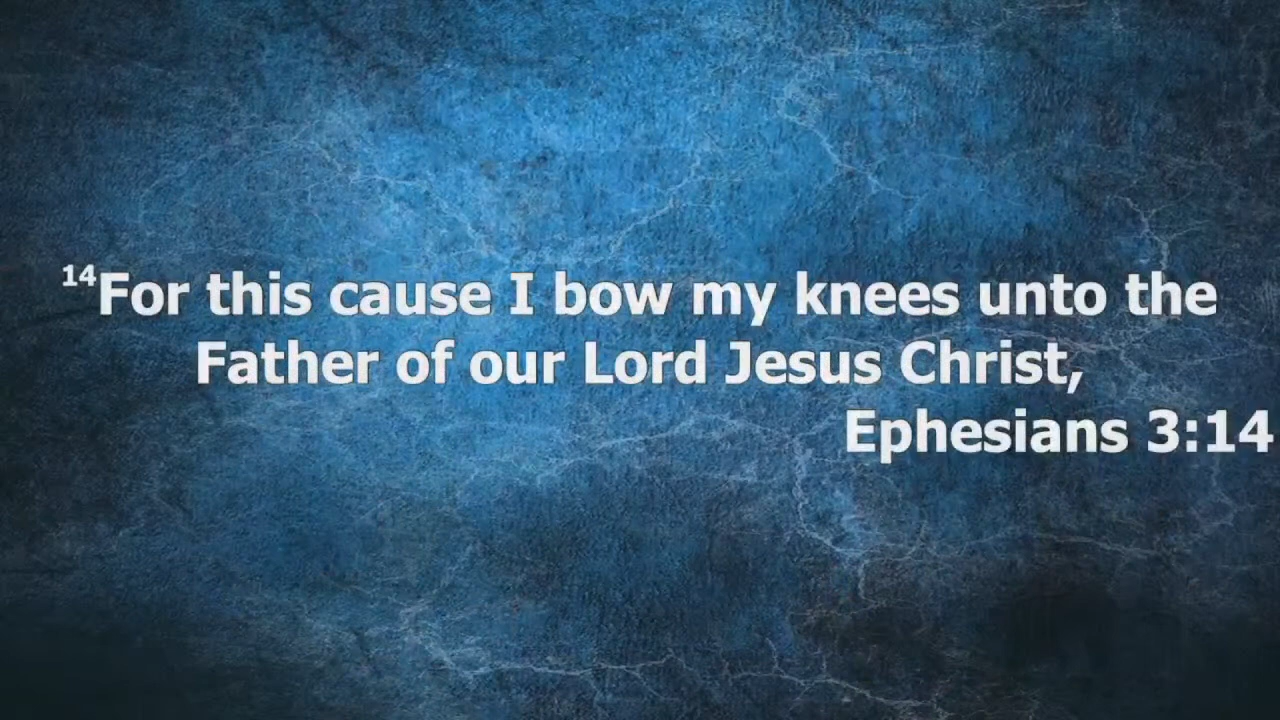 ¹⁴For this cause I bow my knees unto the
Father of our Lord Jesus Christ,
Ephesians 3:14